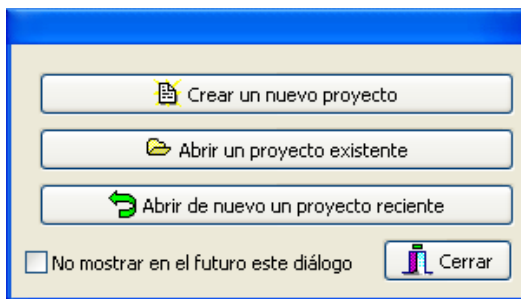 Crear un nuevo proyecto
Abrir un proyecto existente
Abrir de nuevo un proyecto reciente
No mostrar en el futuro este diálogo
Cerrar